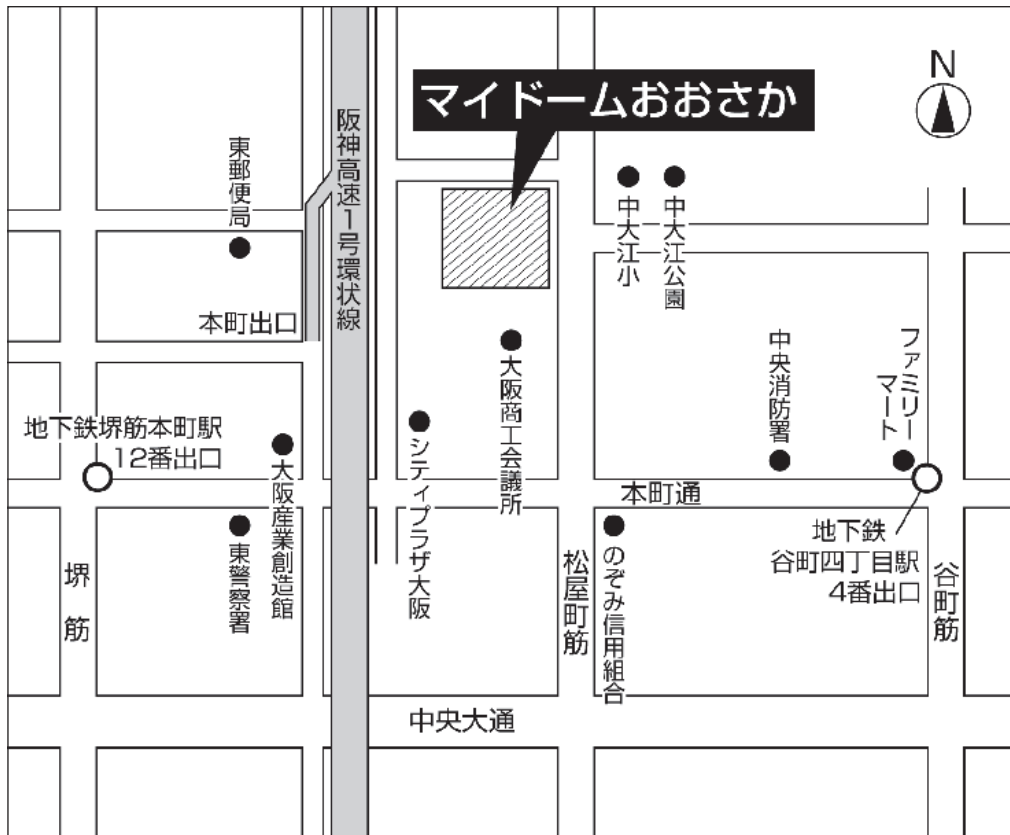 N
マイドームおおさか
阪神高速1号環状線
東郵便局
中大江小
中大江公園
本町出口
大阪商工会議所
中央消防署
ファミリー
マート
地下鉄堺筋本町駅
12番出口
大阪産業創造館
シティプラザ大阪
本町通
東警察署
のぞみ信用組合
地下鉄
谷町四丁目駅
4番出口
堺筋
松屋町筋
谷町筋
中央大通